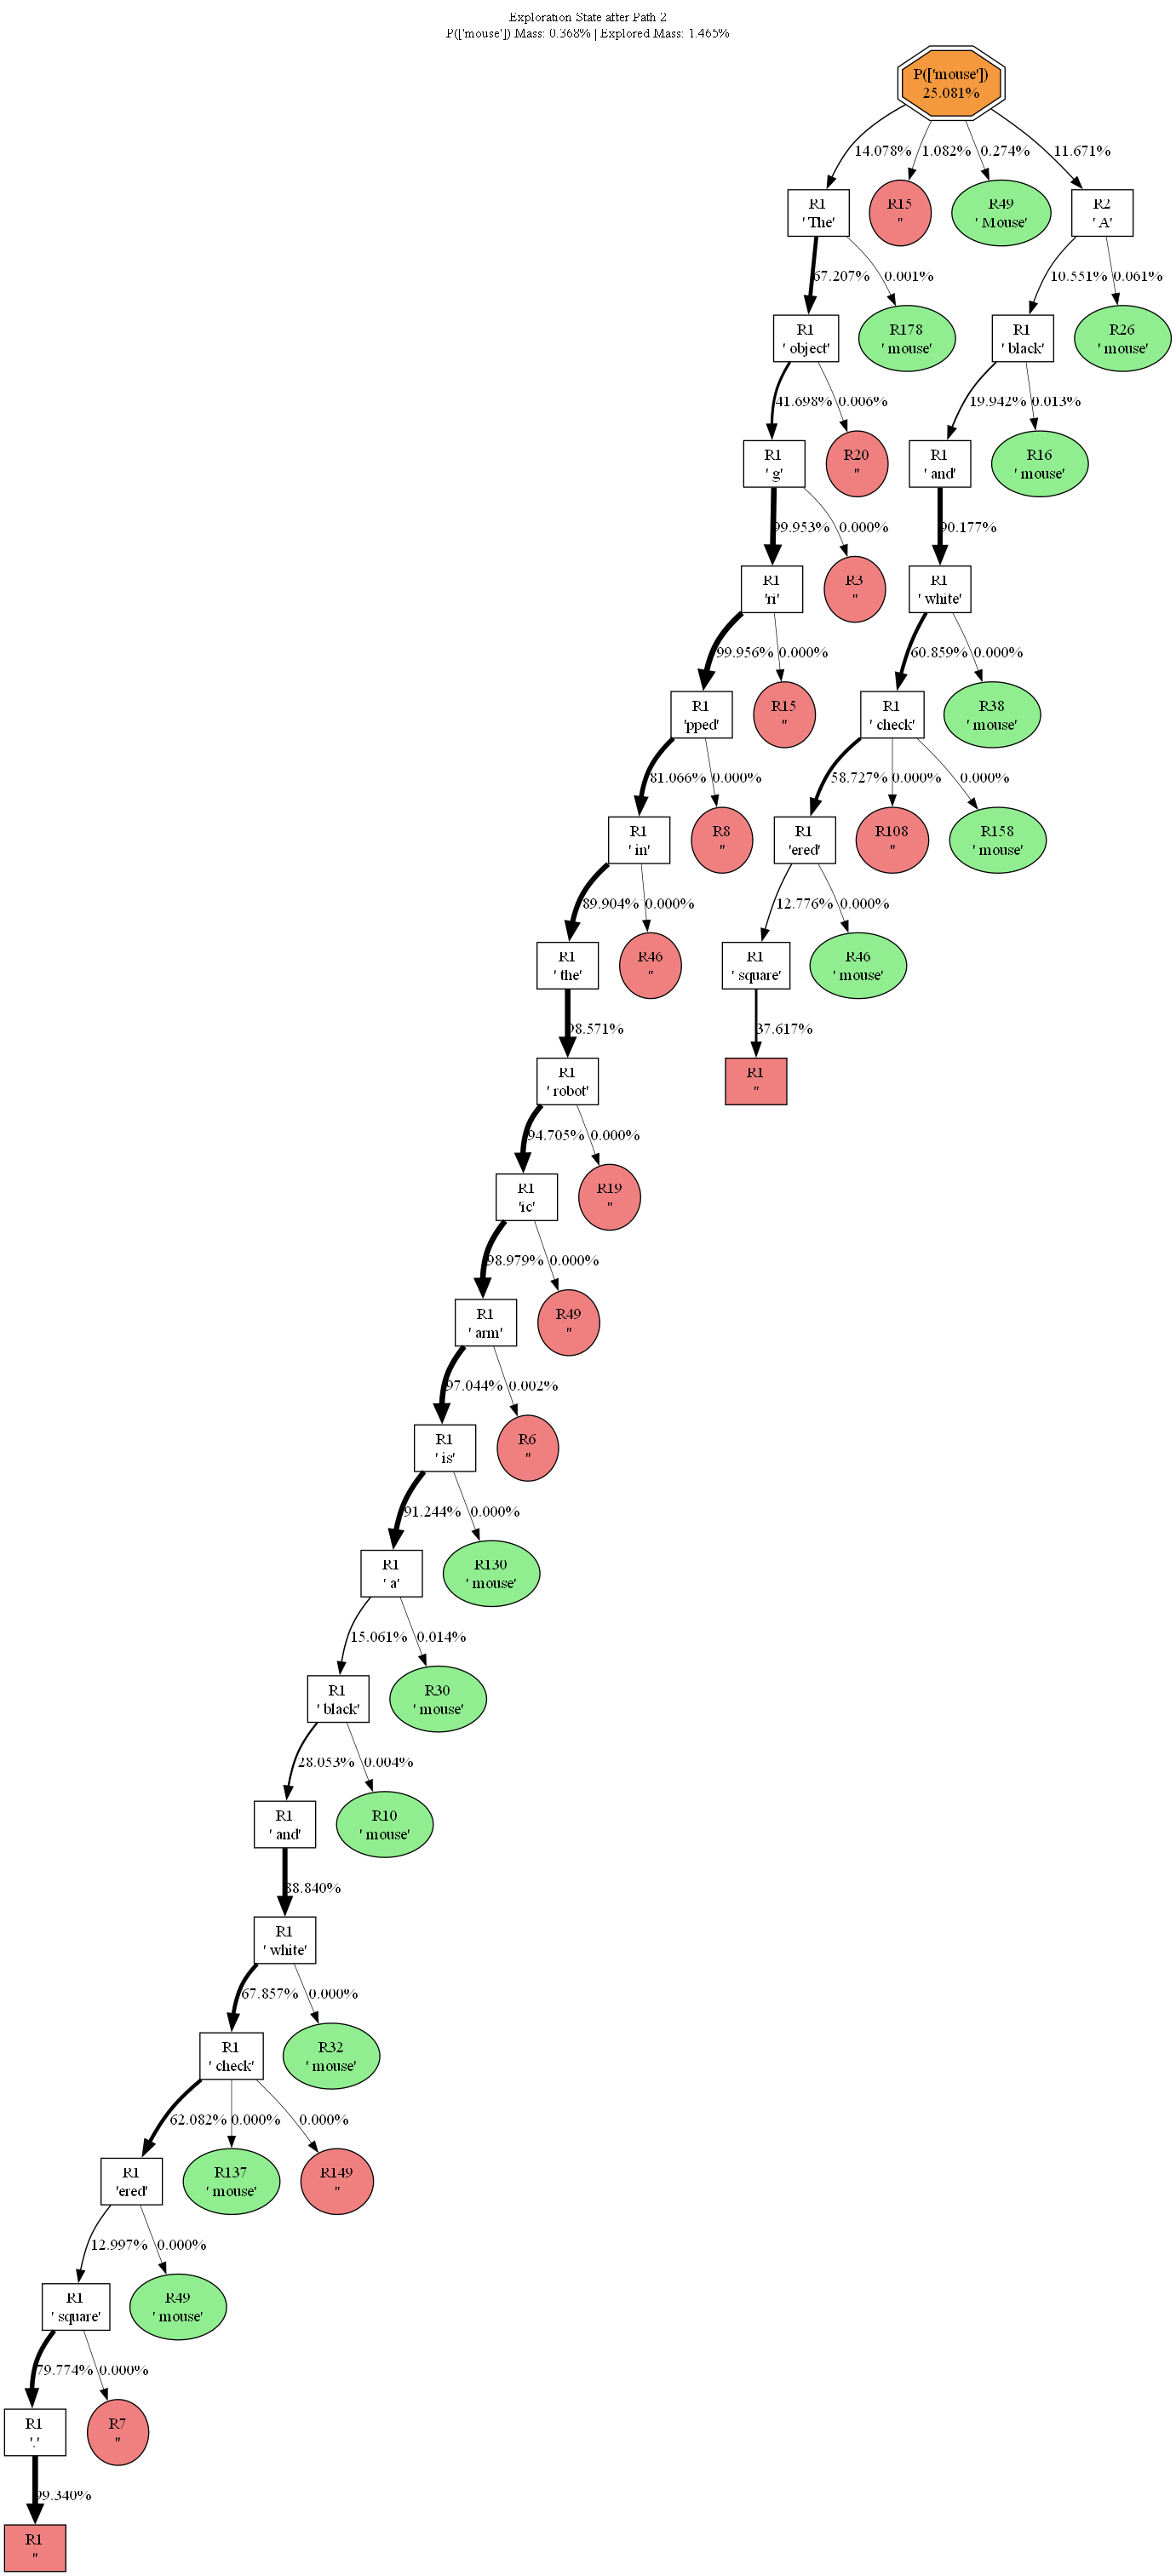 Exploration State after Path 2
P(['mouse']) Mass: 0.368% | Explored Mass: 1.465%
P(['mouse'])
25.081%
14.078%
1.082%
0.274%
11.671%
R1
' The'
R15
''
R49
' Mouse'
R2
' A'
67.207%
0.001%
10.551%
0.061%
R1
' object'
R178
' mouse'
R1
' black'
R26
' mouse'
41.698%
0.006%
19.942%
0.013%
R1
' g'
R20
''
R1
' and'
R16
' mouse'
99.953%
0.000%
90.177%
R1
'ri'
R3
''
R1
' white'
99.956%
0.000%
60.859%
0.000%
R1
'pped'
R15
''
R1
' check'
R38
' mouse'
81.066%
0.000%
58.727%
0.000%
0.000%
R1
' in'
R8
''
R1
'ered'
R108
''
R158
' mouse'
89.904%
0.000%
12.776%
0.000%
R1
' the'
R46
''
R1
' square'
R46
' mouse'
98.571%
37.617%
R1
' robot'
R1
''
94.705%
0.000%
R1
'ic'
R19
''
98.979%
0.000%
R1
' arm'
R49
''
97.044%
0.002%
R1
' is'
R6
''
91.244%
0.000%
R1
' a'
R130
' mouse'
15.061%
0.014%
R1
' black'
R30
' mouse'
28.053%
0.004%
R1
' and'
R10
' mouse'
88.840%
R1
' white'
67.857%
0.000%
R1
' check'
R32
' mouse'
62.082%
0.000%
0.000%
R1
'ered'
R137
' mouse'
R149
''
12.997%
0.000%
R1
' square'
R49
' mouse'
79.774%
0.000%
R1
'.'
R7
''
99.340%
R1
''